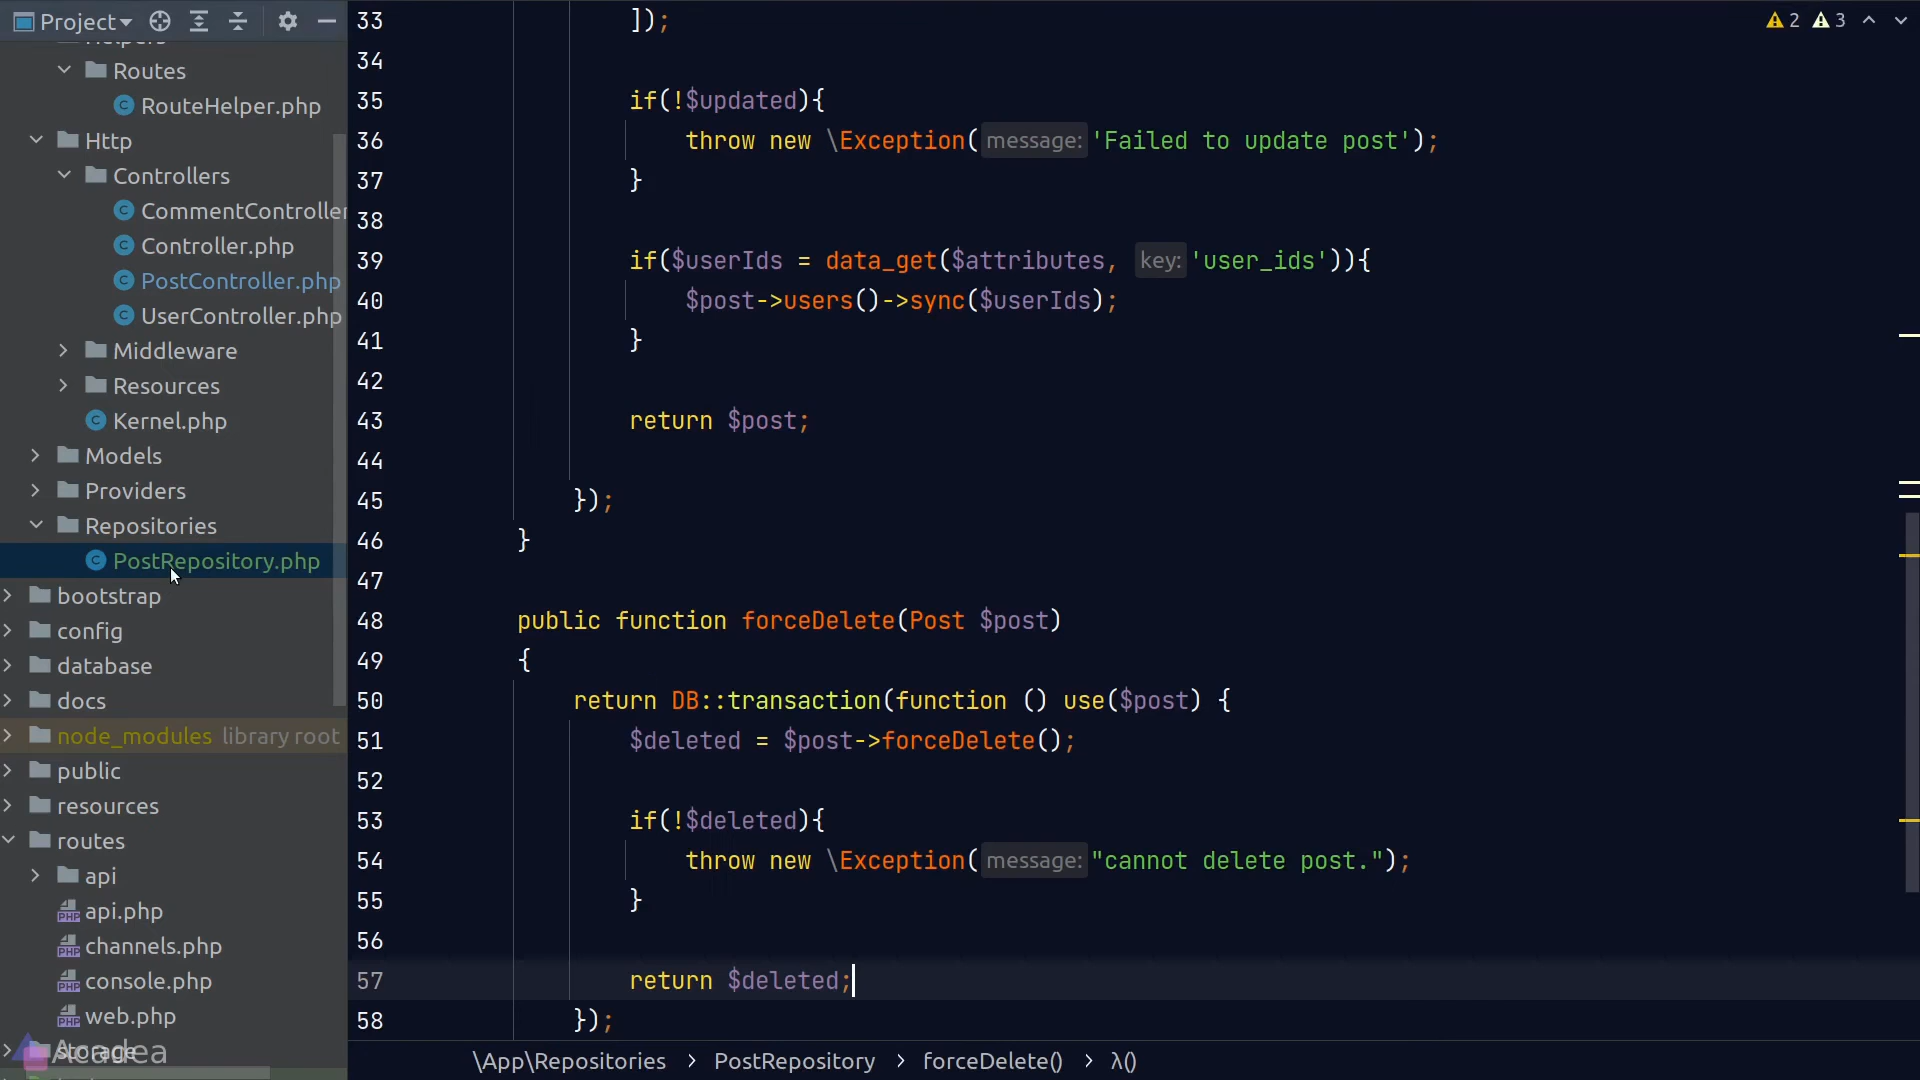 Project
Helpers
Routes
RouteHelper.php
Http
Controllers
CommentController
Controller.php
PostController.php
UserController.php
Middleware
Resources
Kernel.php
Models
Providers
Repositories
PostRepository.php
bootstrap
config
database
docs
node_modules library root
public
resources
routes
api
api.php
channels.php
console.php
web.php
storage
Acadea
2 3
33 ]);
34
35 if(!$updated){
36 throw new \Exception( message: 'Failed to update post');
37 }
38
39 if($userIds = data_get($attributes, key: 'user_ids')){
40 $post->users()->sync($userIds);
41 }
42
43 return $post;
44
45 });
46 }
47
48 public function forceDelete(Post $post)
49 {
50 return DB::transaction(function () use($post) {
51 $deleted = $post->forceDelete();
52
53 if(!$deleted){
54 throw new \Exception( message: "cannot delete post.");
55 }
56
57 return $deleted;
58 });
\App\Repositories > PostRepository > forceDelete() > λ()